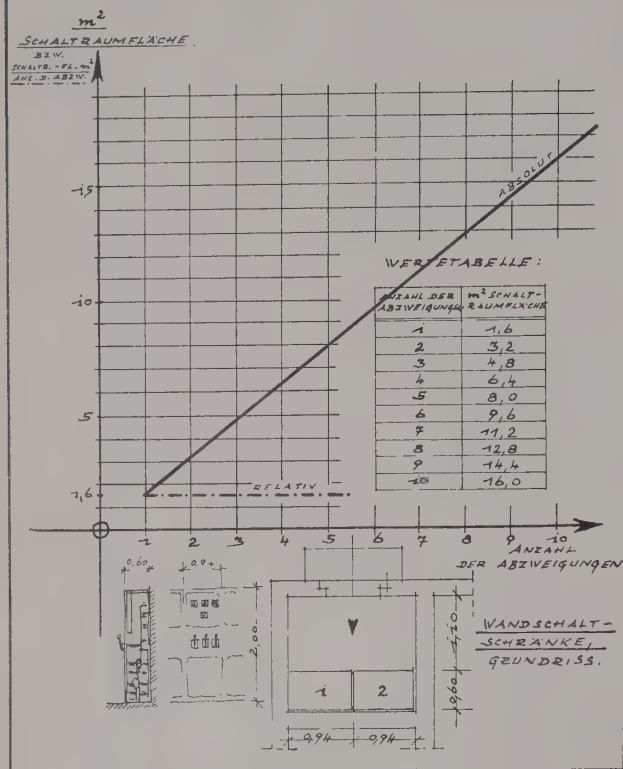 m²
SCHALTRAUMFLÄCHE
BZW.
SCHALTR.-FL. m²
ANZ. D. ABZW.
15
10
5
1,6
ABSOLUT
RELATIV
WERTETABELLE:
ANZAHL DER ABZWEIGUNGEN m² SCHALTRAUMFLÄCHE
1 1,6
2 3,2
3 4,8
4 6,4
5 8,0
6 9,6
7 11,2
8 12,8
9 14,4
10 16,0
1 2 3 4 5 6 7 8 9 10
ANZAHL
DER ABZWEIGUNGEN
0,60
2,00
1 2
0,94 0,94
1,20
0,60
WANDSCHALT-
SCHRÄNKE,
GRUNDRISS.